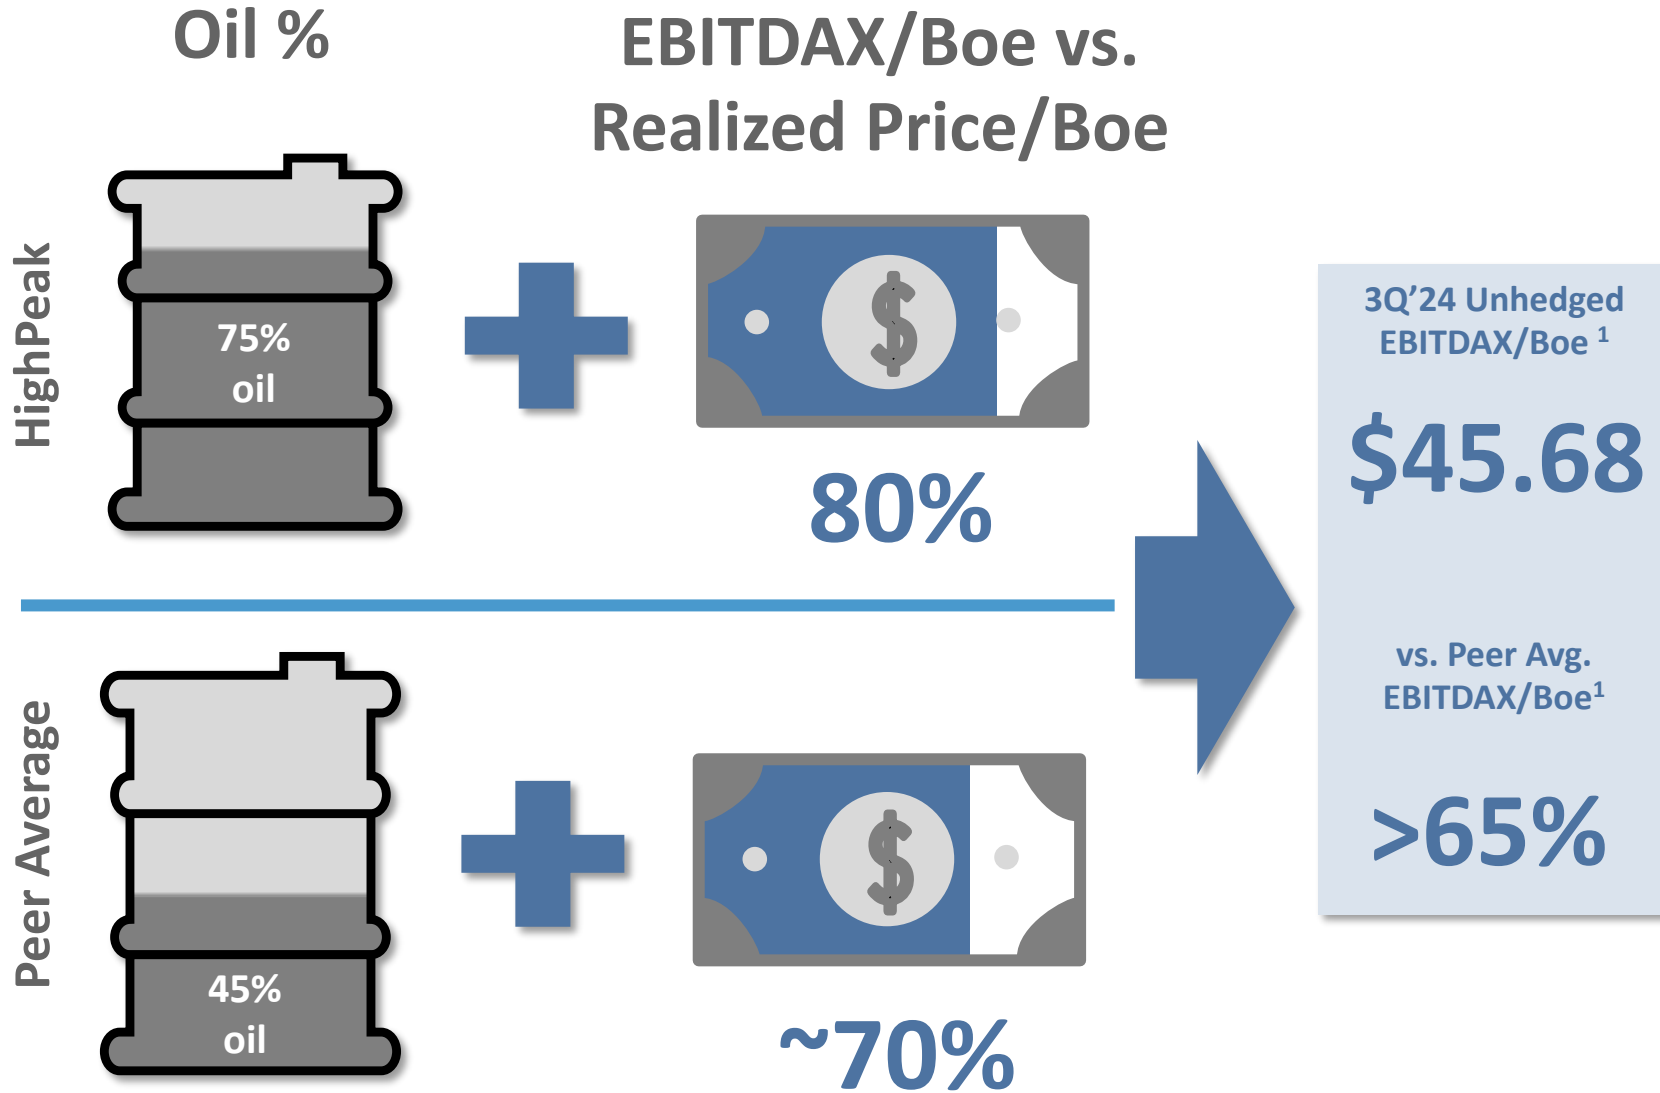 Oil %
EBITDAX/Boe vs.
Realized Price/Boe
HighPeak
75%
oil
$
80%
3Q’24 Unhedged
EBITDAX/Boe 1
$45.68
vs. Peer Avg.
EBITDAX/Boe1
>65%
Peer Average
45%
oil
$
~70%